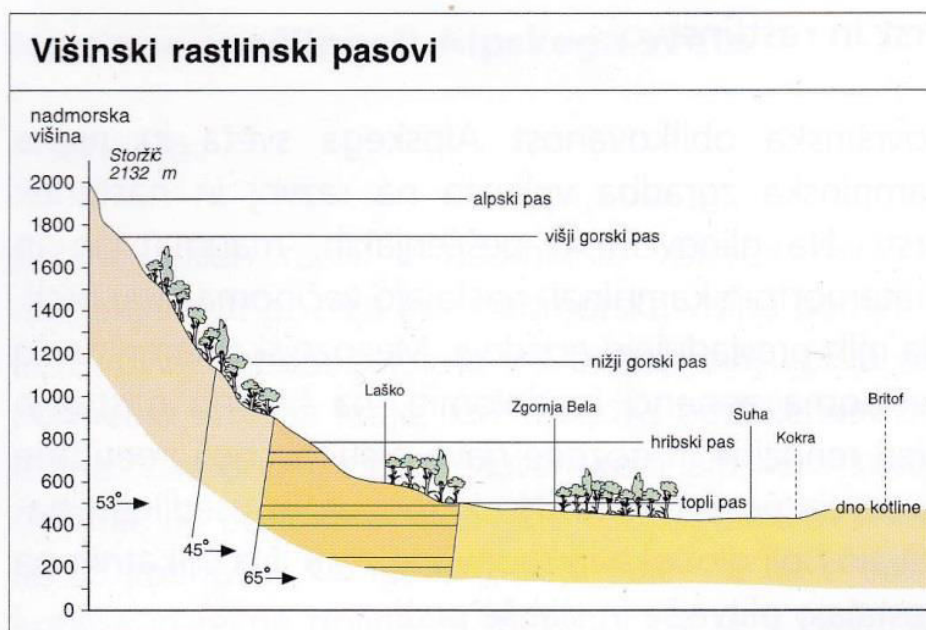 Višinski rastlinski pasovi
nadmorska
višina
Storžič
2132 m
2000
alpski pas
1800
višji gorski pas
1600
1400
1200
nižji gorski pas
1000
Laško
Zgornja Bela
Suha
Kokra
Britof
800
hribski pas
600
topli pas
dno kotline
53°
400
45°
200
65°
0